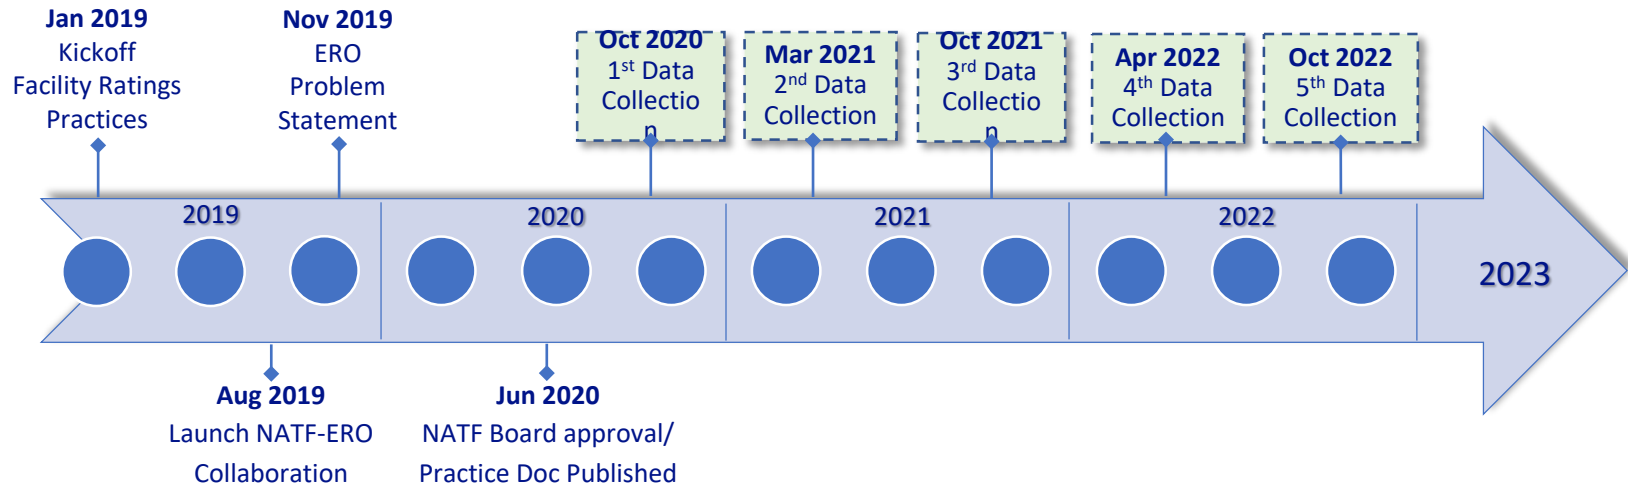 Jan 2019
Kickoff
Facility Ratings
Practices
Nov 2019
ERO
Problem
Statement
Oct 2020
1st Data
Collectio
n
Mar 2021
2nd Data
Collection
Oct 2021
3rd Data
Collectio
n
Apr 2022
4th Data
Collection
Oct 2022
5th Data
Collection
2019
2020
2021
2022
2023
Aug 2019
Launch NATF-ERO
Collaboration
Jun 2020
NATF Board approval/
Practice Doc Published